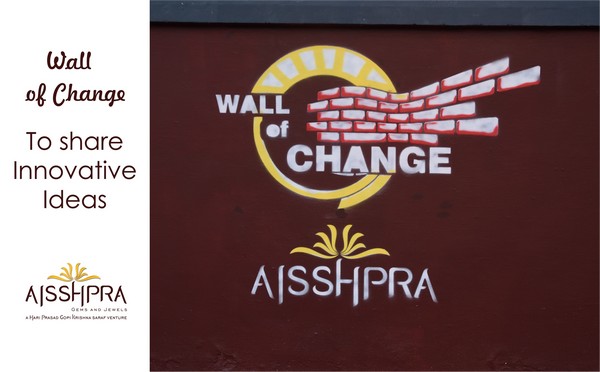 Wall
of Change
To share
Innovative
Ideas
AISSHPRA
GEMS AND JEWELS
A HARI PRASAD GOPI KRISHNA SARAF VENTURE
WALL
of
CHANGE
AISSHPRA